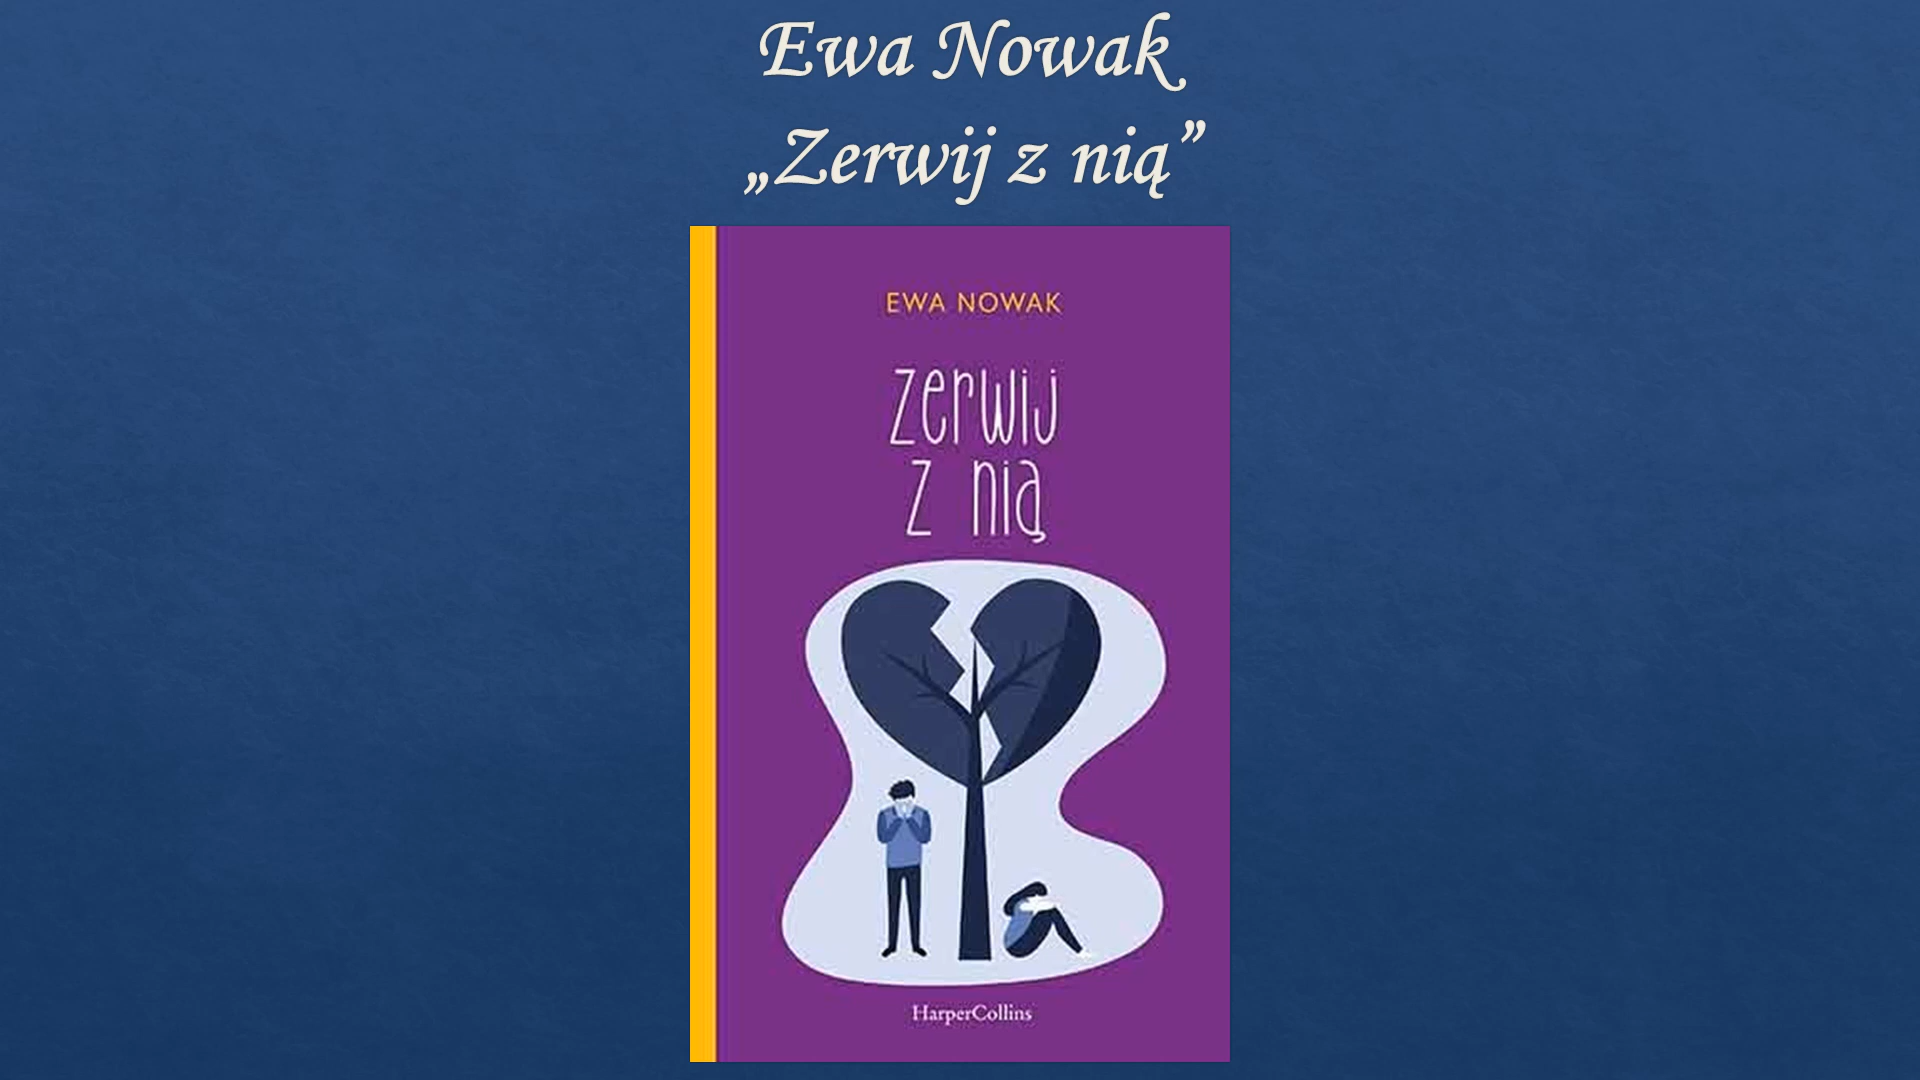 Ewa Nowak
„Zerwij z nią”
EWA NOWAK
zerwij
z nią
HarperCollins